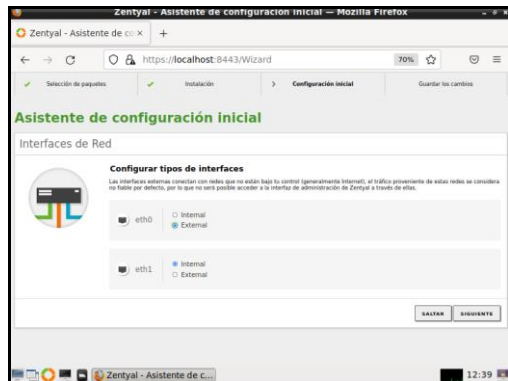 Zentyal - Asistente de configuración inicial — Mozilla Firefox
Zentyal - Asistente de co
https://localhost:8443/Wizard
70%
Selección de paquetes
Instalación
Configuración inicial
Guardar los cambios
Asistente de configuración inicial
Interfaces de Red
Configurar tipos de interfaces
Las interfaces externas conectan con redes que no están bajo tu control (generalmente Internet), el tráfico proveniente de estas redes se considera
no fiable por defecto, por lo que no será posible acceder a la interfaz de administración de Zentyal a través de ellas.
eth0
Internal
External
eth1
Internal
External
SALTAR
SIGUIENTE
Zentyal - Asistente de c...
12:39